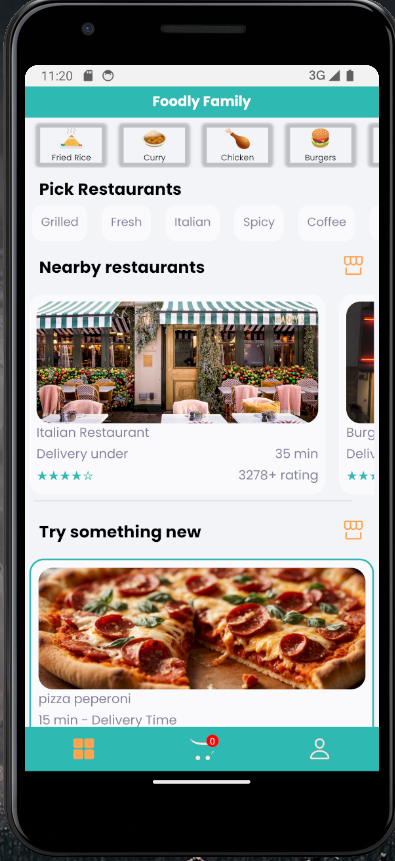 11:20 3G
Foodly Family
Fried Rice Curry Chicken Burgers
Pick Restaurants
Grilled Fresh Italian Spicy Coffee
Nearby restaurants
Italian Restaurant Burg
Delivery under 35 min Deliv
★★★★☆ 3278+ rating ★★★
Try something new
pizza peperoni
15 min - Delivery Time
0